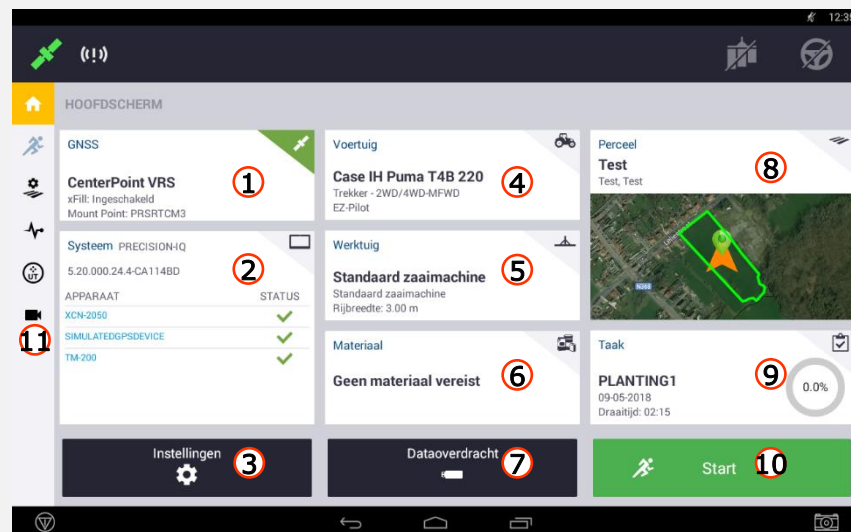 12:35
HOOFDSCHERM
GNSS
CenterPoint VRS
xFill: Ingeschakeld
Mount Point: PRSRTCM3
1
Systeem PRECISION-IQ
5.20.000.24.4-CA114BD
2
APPARAAT STATUS
XCN-2050
SIMULATEDGPSDEVICE
TM-200
Instellingen
3
Voertuig
Case IH Puma T4B 220
Trekker - 2WD/4WD-MFWD
EZ-Pilot
4
Werktuig
Standaard zaaimachine
Standaard zaaimachine
Rijbreedte: 3.00 m
5
Materiaal
Geen materiaal vereist
6
Dataoverdracht
7
Perceel
Test
Test, Test
8
N268
Taak
PLANTING1
09-05-2018
Draaitijd: 02:15
9
0.0%
Start
10
UT
11